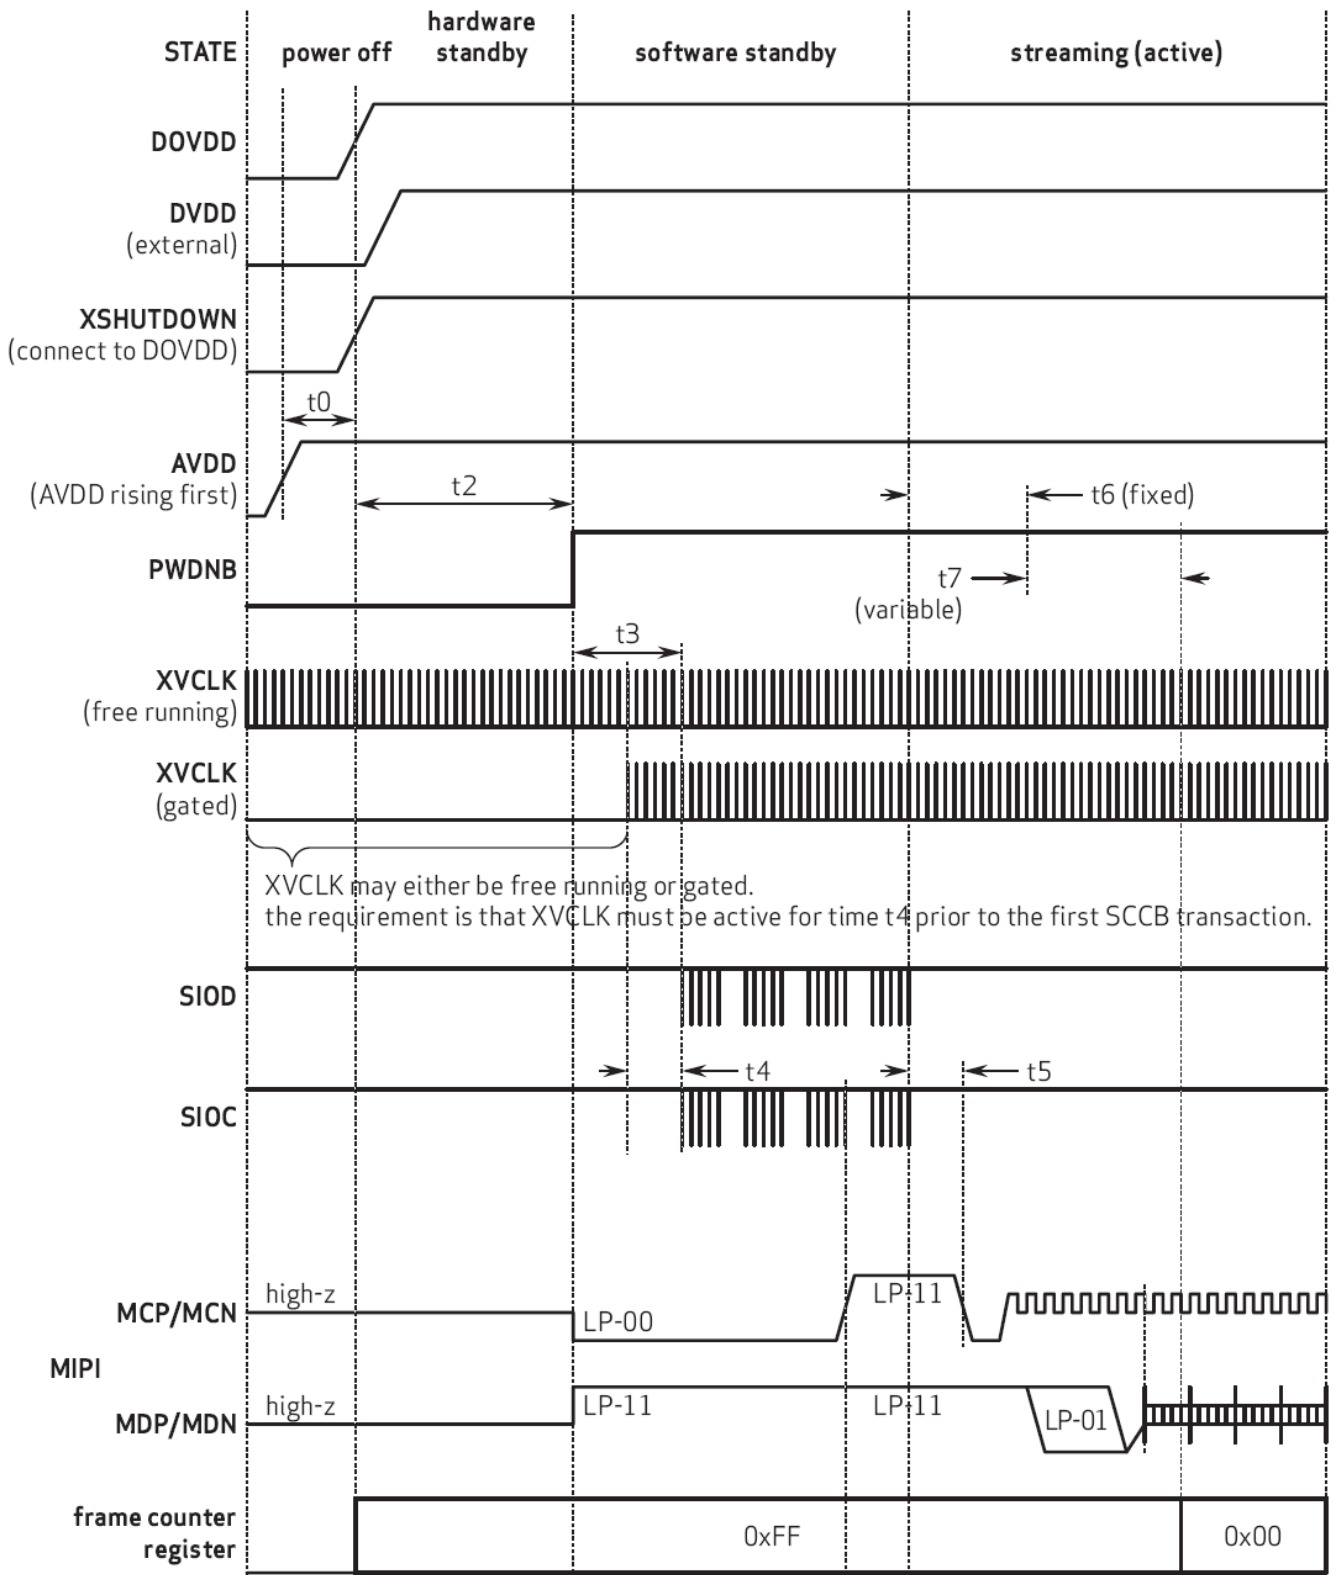 hardware
STATE power off standby software standby streaming (active)
DOVDD
DVDD
(external)
XSHUTDOWN
(connect to DOVDD)
t0
AVDD
(AVDD rising first)
t2
t6 (fixed)
PWDNB
t7
(variable)
t3
XVCLK
(free running)
XVCLK
(gated)
XVCLK may either be free running or gated.
the requirement is that XVCLK must be active for time t4 prior to the first SCCB transaction.
SIOD
t4 t5
SIOC
high-z LP-11
MCP/MCN LP-00
MIPI
high-z LP-11 LP-11
MDP/MDN LP-01
frame counter
register
0xFF 0x00